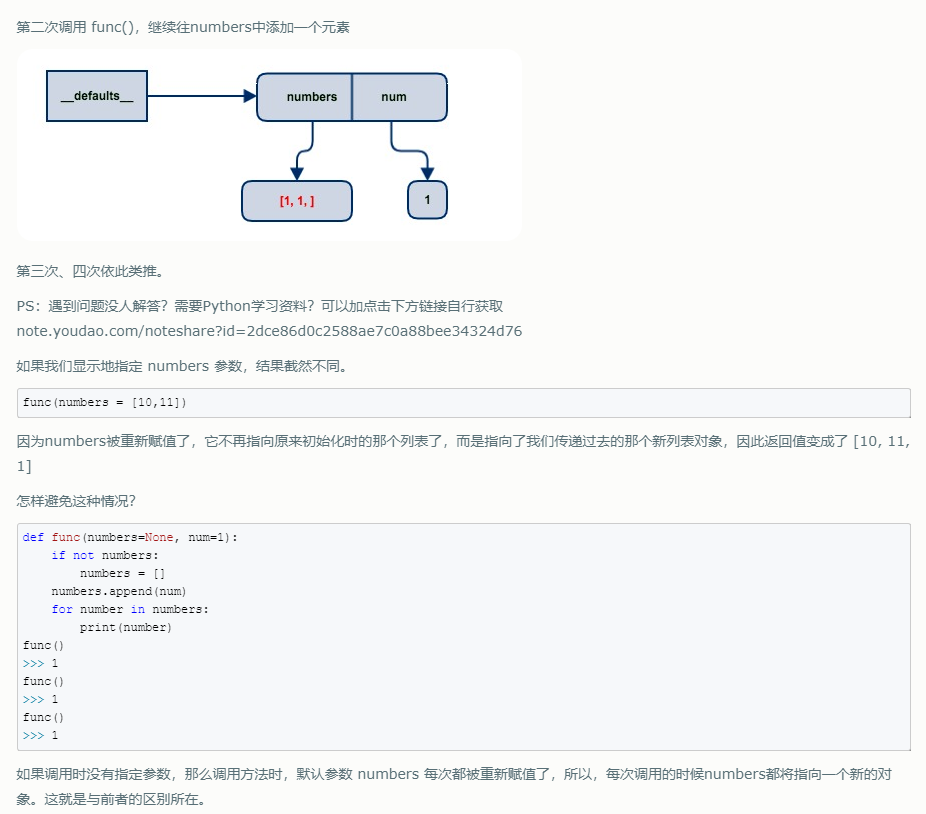 第二次调用 func()，继续往numbers中添加一个元素
__defaults__
numbers
num
[1, 1, ]
1
第三次、四次依此类推。
PS：遇到问题没人解答？需要Python学习资料？可以加点击下方链接自行获取
note.youdao.com/noteshare?id=2dce86d0c2588ae7c0a88bee34324d76
如果我们显示地指定 numbers 参数，结果截然不同。
func(numbers = [10,11])
因为numbers被重新赋值了，它不再指向原来初始化时的那个列表了，而是指向了我们传递过去的那个新列表对象，因此返回值变成了 [10, 11,
1]
怎样避免这种情况？
def func(numbers=None, num=1):
    if not numbers:
        numbers = []
    numbers.append(num)
    for number in numbers:
        print(number)
func()
>>> 1
func()
>>> 1
func()
>>> 1
如果调用时没有指定参数，那么调用方法时，默认参数 numbers 每次都被重新赋值了，所以，每次调用的时候numbers都将指向一个新的对
象。这就是与前者的区别所在。